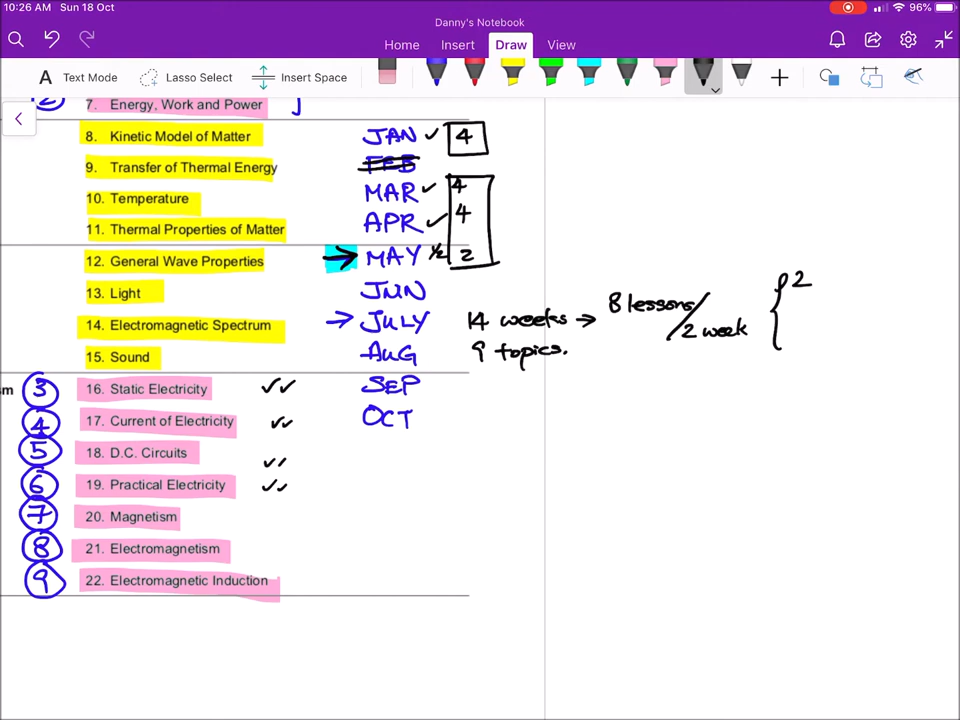 10:26 AM Sun 18 Oct
96%
Danny's Notebook
Home Insert Draw View
Text Mode Lasso Select Insert Space
2 7. Energy, Work and Power
8. Kinetic Model of Matter JAN ✓ 4
9. Transfer of Thermal Energy FEB
10. Temperature MAR ✓ 4
11. Thermal Properties of Matter APR ✓ 4
12. General Wave Properties → MAY 1/2 2
13. Light JUN
14. Electromagnetic Spectrum → JULY 14 weeks → 8 lessons/2 week { 2
15. Sound AUG 9 topics.
sm 3 16. Static Electricity ✓✓ SEP
4 17. Current of Electricity ✓✓ OCT
5 18. D.C. Circuits ✓✓
6 19. Practical Electricity ✓✓
7 20. Magnetism
8 21. Electromagnetism
9 22. Electromagnetic Induction